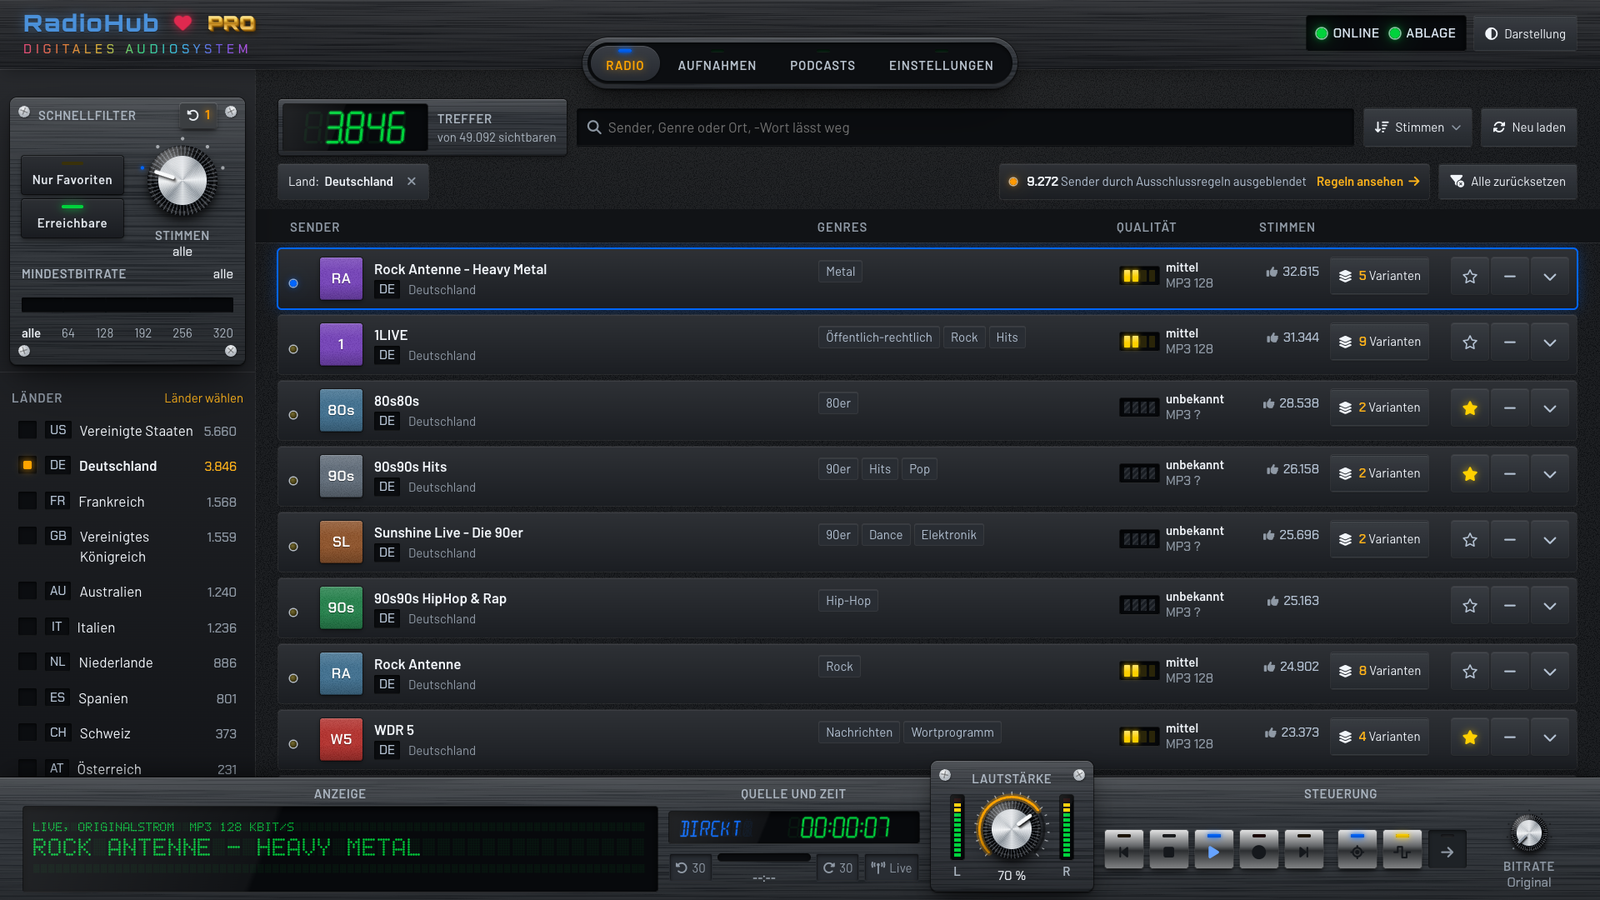 RadioHub PRO
DIGITALES AUDIOSYSTEM
ONLINE ABLAGE
Darstellung
RADIO AUFNAHMEN PODCASTS EINSTELLUNGEN
SCHNELLFILTER 1
Nur Favoriten
Erreichbare
STIMMEN
alle
MINDESTBITRATE alle
alle 64 128 192 256 320
LÄNDER Länder wählen
US Vereinigte Staaten 5.660
DE Deutschland 3.846
FR Frankreich 1.568
GB Vereinigtes Königreich 1.559
AU Australien 1.240
IT Italien 1.236
NL Niederlande 886
ES Spanien 801
CH Schweiz 373
AT Österreich 231
3.846 TREFFER
von 49.092 sichtbaren
Sender, Genre oder Ort, -Wort lässt weg
Stimmen
Neu laden
Land: Deutschland ×
9.272 Sender durch Ausschlussregeln ausgeblendet Regeln ansehen →
Alle zurücksetzen
SENDER GENRES QUALITÄT STIMMEN
RA Rock Antenne - Heavy Metal Metal mittel 32.615 5 Varianten
DE Deutschland MP3 128
1 1LIVE Öffentlich-rechtlich Rock Hits mittel 31.344 9 Varianten
DE Deutschland MP3 128
80s 80s80s 80er unbekannt 28.538 2 Varianten
DE Deutschland MP3 ?
90s 90s90s Hits 90er Hits Pop unbekannt 26.158 2 Varianten
DE Deutschland MP3 ?
SL Sunshine Live - Die 90er 90er Dance Elektronik unbekannt 25.696 2 Varianten
DE Deutschland MP3 ?
90s 90s90s HipHop & Rap Hip-Hop unbekannt 25.163
DE Deutschland MP3 ?
RA Rock Antenne Rock mittel 24.902 8 Varianten
DE Deutschland MP3 128
W5 WDR 5 Nachrichten Wortprogramm mittel 23.373 4 Varianten
DE Deutschland MP3 128
ANZEIGE
LIVE, ORIGINALSTROM MP3 128 KBIT/S
ROCK ANTENNE - HEAVY METAL
QUELLE UND ZEIT
DIREKT 00:00:07
30 --:-- 30 Live
LAUTSTÄRKE
L 70 % R
STEUERUNG
BITRATE
Original